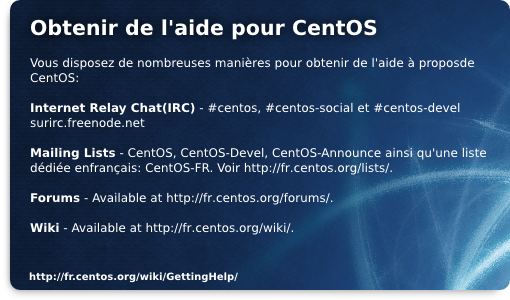 Obtenir de l'aide pour CentOS
Vous disposez de nombreuses manières pour obtenir de l'aide à proposde
CentOS:
Internet Relay Chat(IRC) - #centos, #centos-social et #centos-devel
surirc.freenode.net
Mailing Lists - CentOS, CentOS-Devel, CentOS-Announce ainsi qu'une liste
dédiée enfrançais: CentOS-FR. Voir http://fr.centos.org/lists/.
Forums - Available at http://fr.centos.org/forums/.
Wiki - Available at http://fr.centos.org/wiki/.
http://fr.centos.org/wiki/GettingHelp/